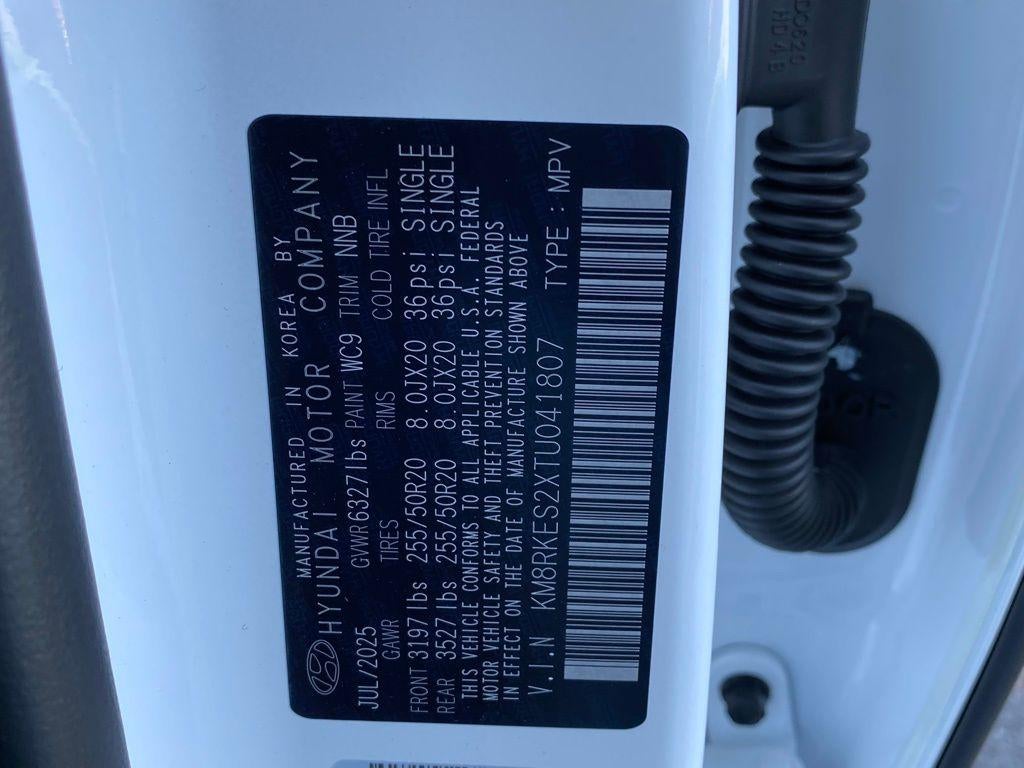 MANUFACTURED IN KOREA BY
HYUNDAI MOTOR COMPANY
JUL/2025 GVWR6327lbs PAINT WC9 TRIM NNB
GAWR TIRES RIMS COLD TIRE INFL
FRONT 3197lbs 255/50R20 8.0JX20 36psi SINGLE
REAR 3527lbs 255/50R20 8.0JX20 36psi SINGLE
THIS VEHICLE CONFORMS TO ALL APPLICABLE U.S.A. FEDERAL
MOTOR VEHICLE SAFETY AND THEFT PREVENTION STANDARDS
IN EFFECT ON THE DATE OF MANUFACTURE SHOWN ABOVE
V.I.N KM8RKES2XTU041807 TYPE : MPV
HD4B